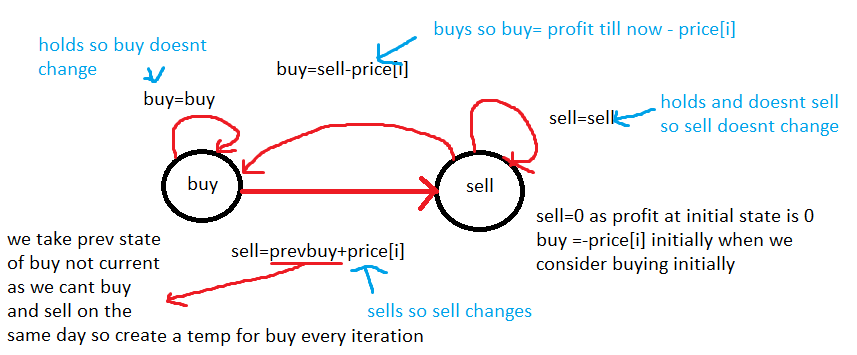 holds so buy doesnt
change
buy=buy
buy=sell-price[i]
buys so buy= profit till now - price[i]
sell=sell
holds and doesnt sell
so sell doesnt change
buy
sell
sell=0 as profit at initial state is 0
buy =-price[i] initially when we
consider buying initially
sell=prevbuy+price[i]
sells so sell changes
we take prev state
of buy not current
as we cant buy
and sell on the
same day so create a temp for buy every iteration